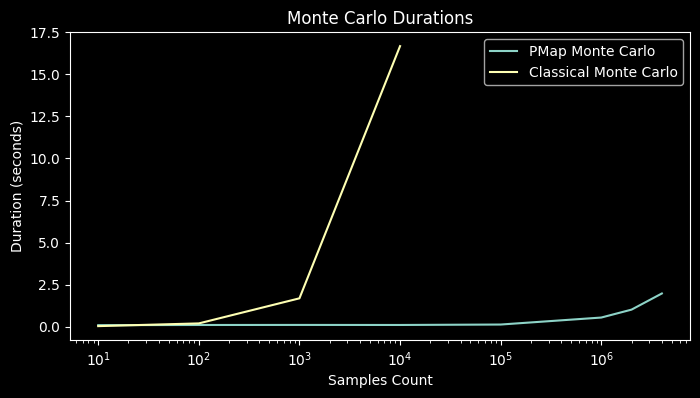 Monte Carlo Durations
PMap Monte Carlo
Classical Monte Carlo
Duration (seconds)
17.5
15.0
12.5
10.0
7.5
5.0
2.5
0.0
10¹ 10² 10³ 10⁴ 10⁵ 10⁶
Samples Count